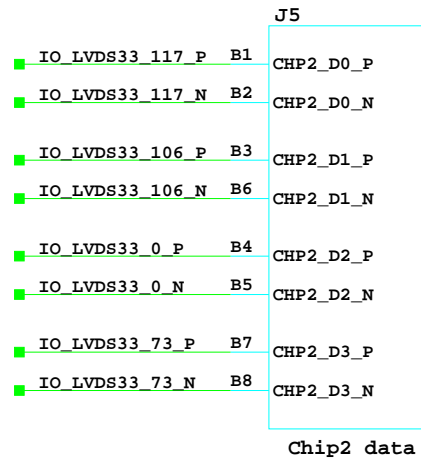 J5
IO_LVDS33_117_P B1 CHP2_D0_P
IO_LVDS33_117_N B2 CHP2_D0_N
IO_LVDS33_106_P B3 CHP2_D1_P
IO_LVDS33_106_N B6 CHP2_D1_N
IO_LVDS33_0_P B4 CHP2_D2_P
IO_LVDS33_0_N B5 CHP2_D2_N
IO_LVDS33_73_P B7 CHP2_D3_P
IO_LVDS33_73_N B8 CHP2_D3_N
Chip2 data